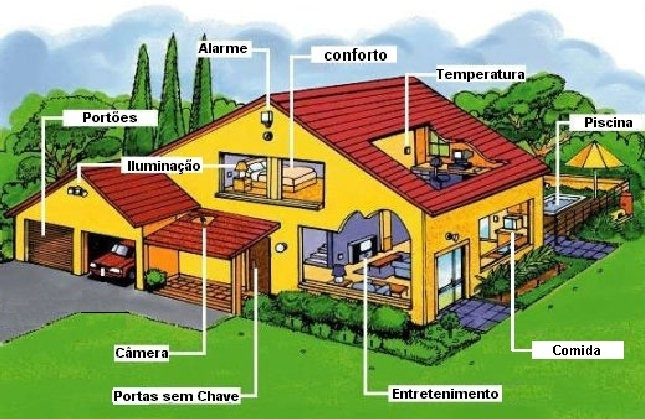 Alarme
conforto
Temperatura
Portões
Piscina
Iluminação
Câmera
Comida
Portas sem Chave
Entretenimento